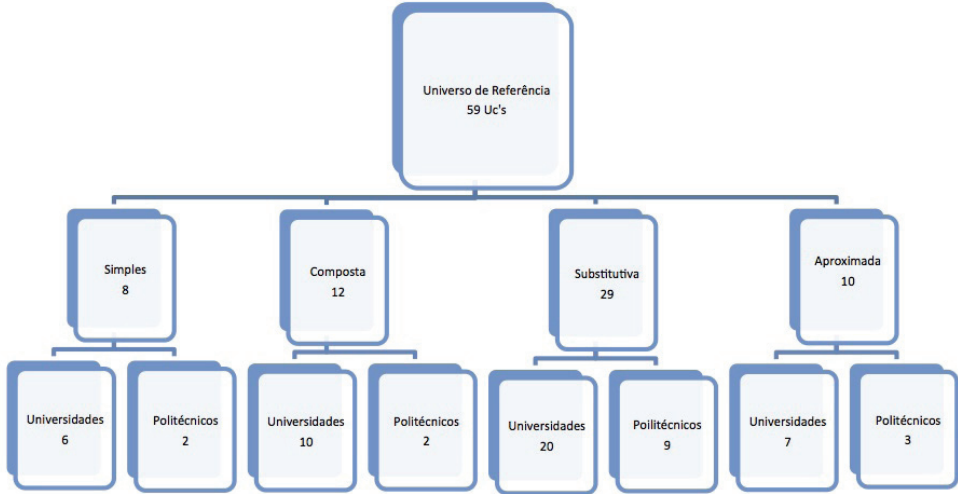 Universo de Referência
59 Uc's
Simples
8
Composta
12
Substitutiva
29
Aproximada
10
Universidades
6
Politécnicos
2
Universidades
10
Politécnicos
2
Universidades
20
Poilitécnicos
9
Universidades
7
Politécnicos
3